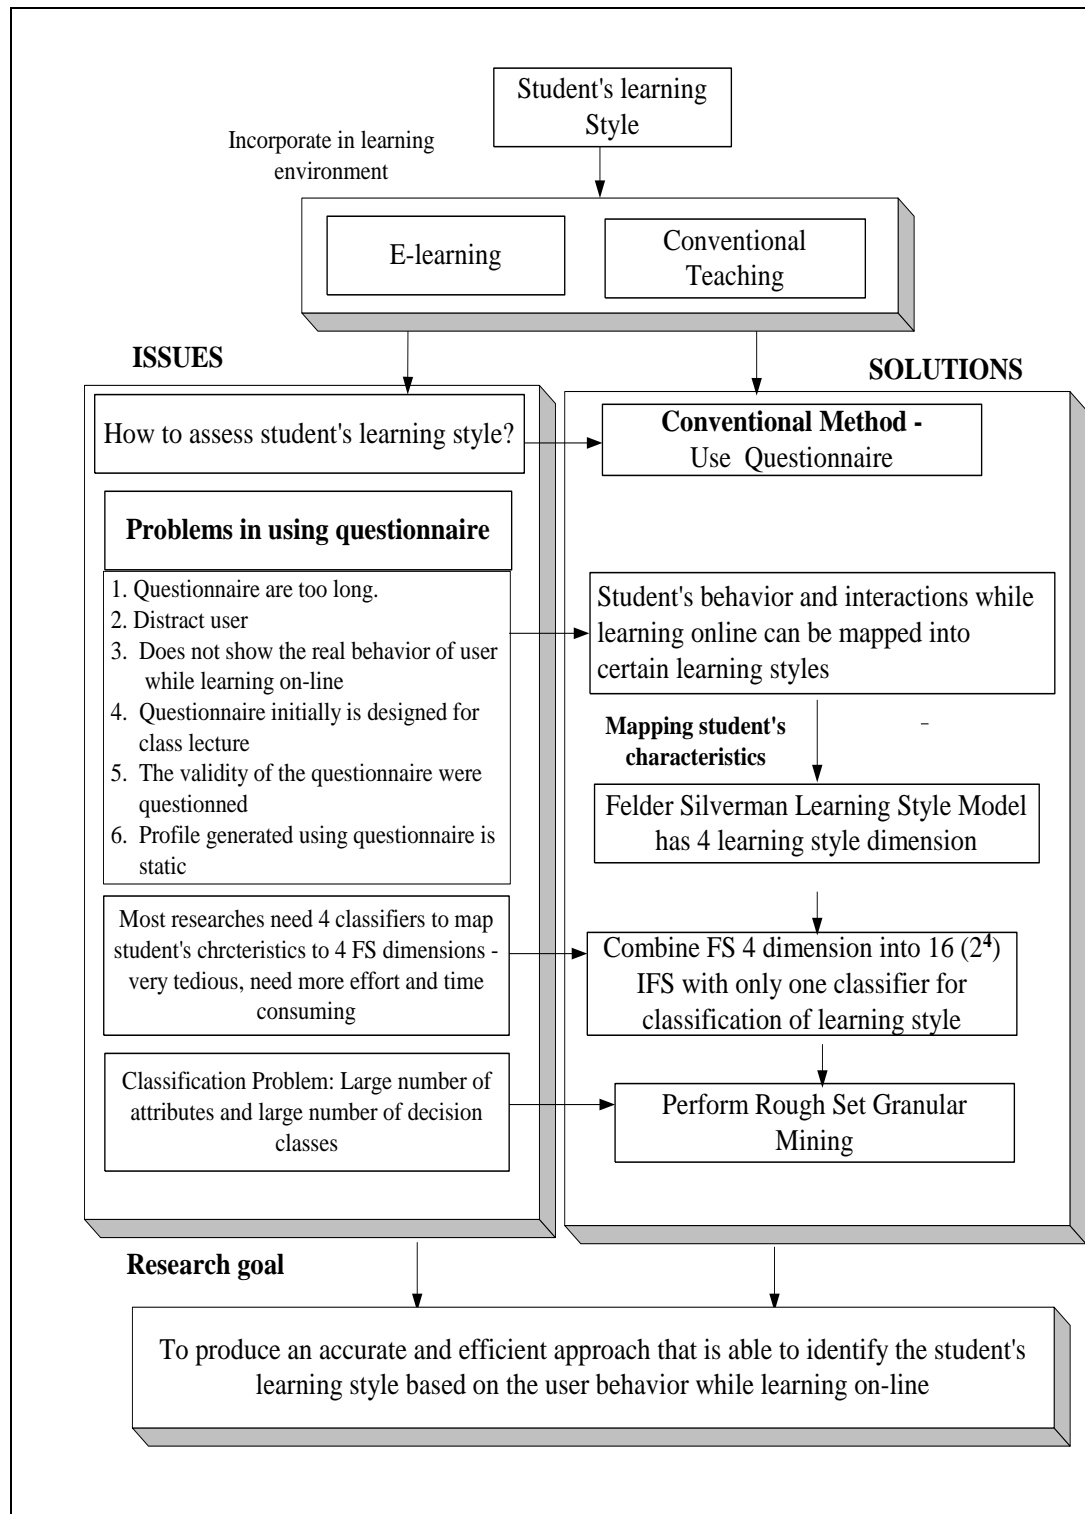 Student's learning
Style
Incorporate in learning
environment
E-learning
Conventional
Teaching
ISSUES
SOLUTIONS
How to assess student's learning style?
Conventional Method -
Use Questionnaire
Problems in using questionnaire
1. Questionnaire are too long.
2. Distract user
3. Does not show the real behavior of user
while learning on-line
4. Questionnaire initially is designed for
class lecture
5. The validity of the questionnaire were
questionned
6. Profile generated using questionnaire is
static
Student's behavior and interactions while
learning online can be mapped into
certain learning styles
Mapping student's
characteristics
–
Felder Silverman Learning Style Model
has 4 learning style dimension
Most researches need 4 classifiers to map
student's chrcteristics to 4 FS dimensions -
very tedious, need more effort and time
consuming
Combine FS 4 dimension into 16 (2⁴)
IFS with only one classifier for
classification of learning style
Classification Problem: Large number of
attributes and large number of decision
classes
Perform Rough Set Granular
Mining
Research goal
To produce an accurate and efficient approach that is able to identify the student's
learning style based on the user behavior while learning on-line